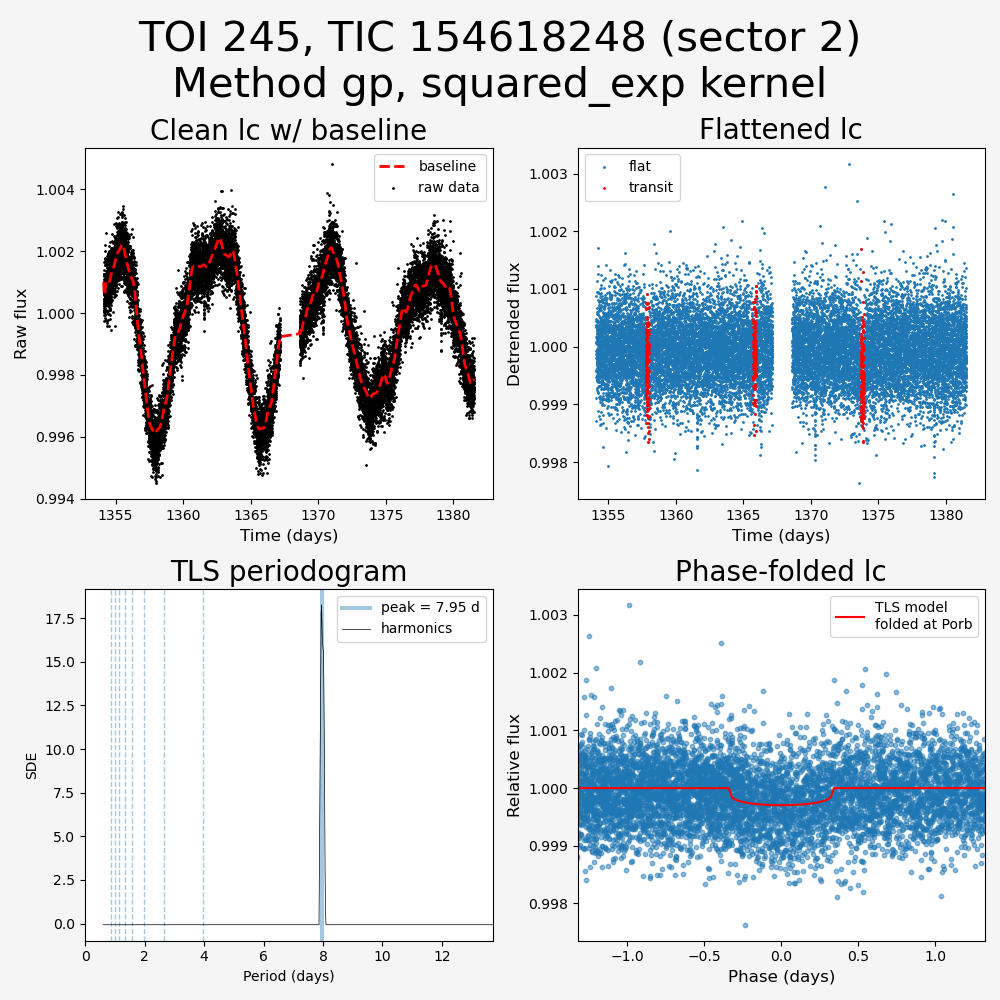 TOI 245, TIC 154618248 (sector 2)
Method gp, squared_exp kernel
Clean lc w/ baseline
baseline
raw data
Raw flux
1.004
1.002
1.000
0.998
0.996
0.994
1355
1360
1365
1370
1375
1380
Time (days)
Flattened lc
flat
transit
Detrended flux
1.003
1.002
1.001
1.000
0.999
0.998
1355
1360
1365
1370
1375
1380
Time (days)
TLS periodogram
peak = 7.95 d
harmonics
SDE
17.5
15.0
12.5
10.0
7.5
5.0
2.5
0.0
0
2
4
6
8
10
12
Period (days)
Phase-folded lc
TLS model
folded at Porb
Relative flux
1.003
1.002
1.001
1.000
0.999
0.998
−1.0
−0.5
0.0
0.5
1.0
Phase (days)